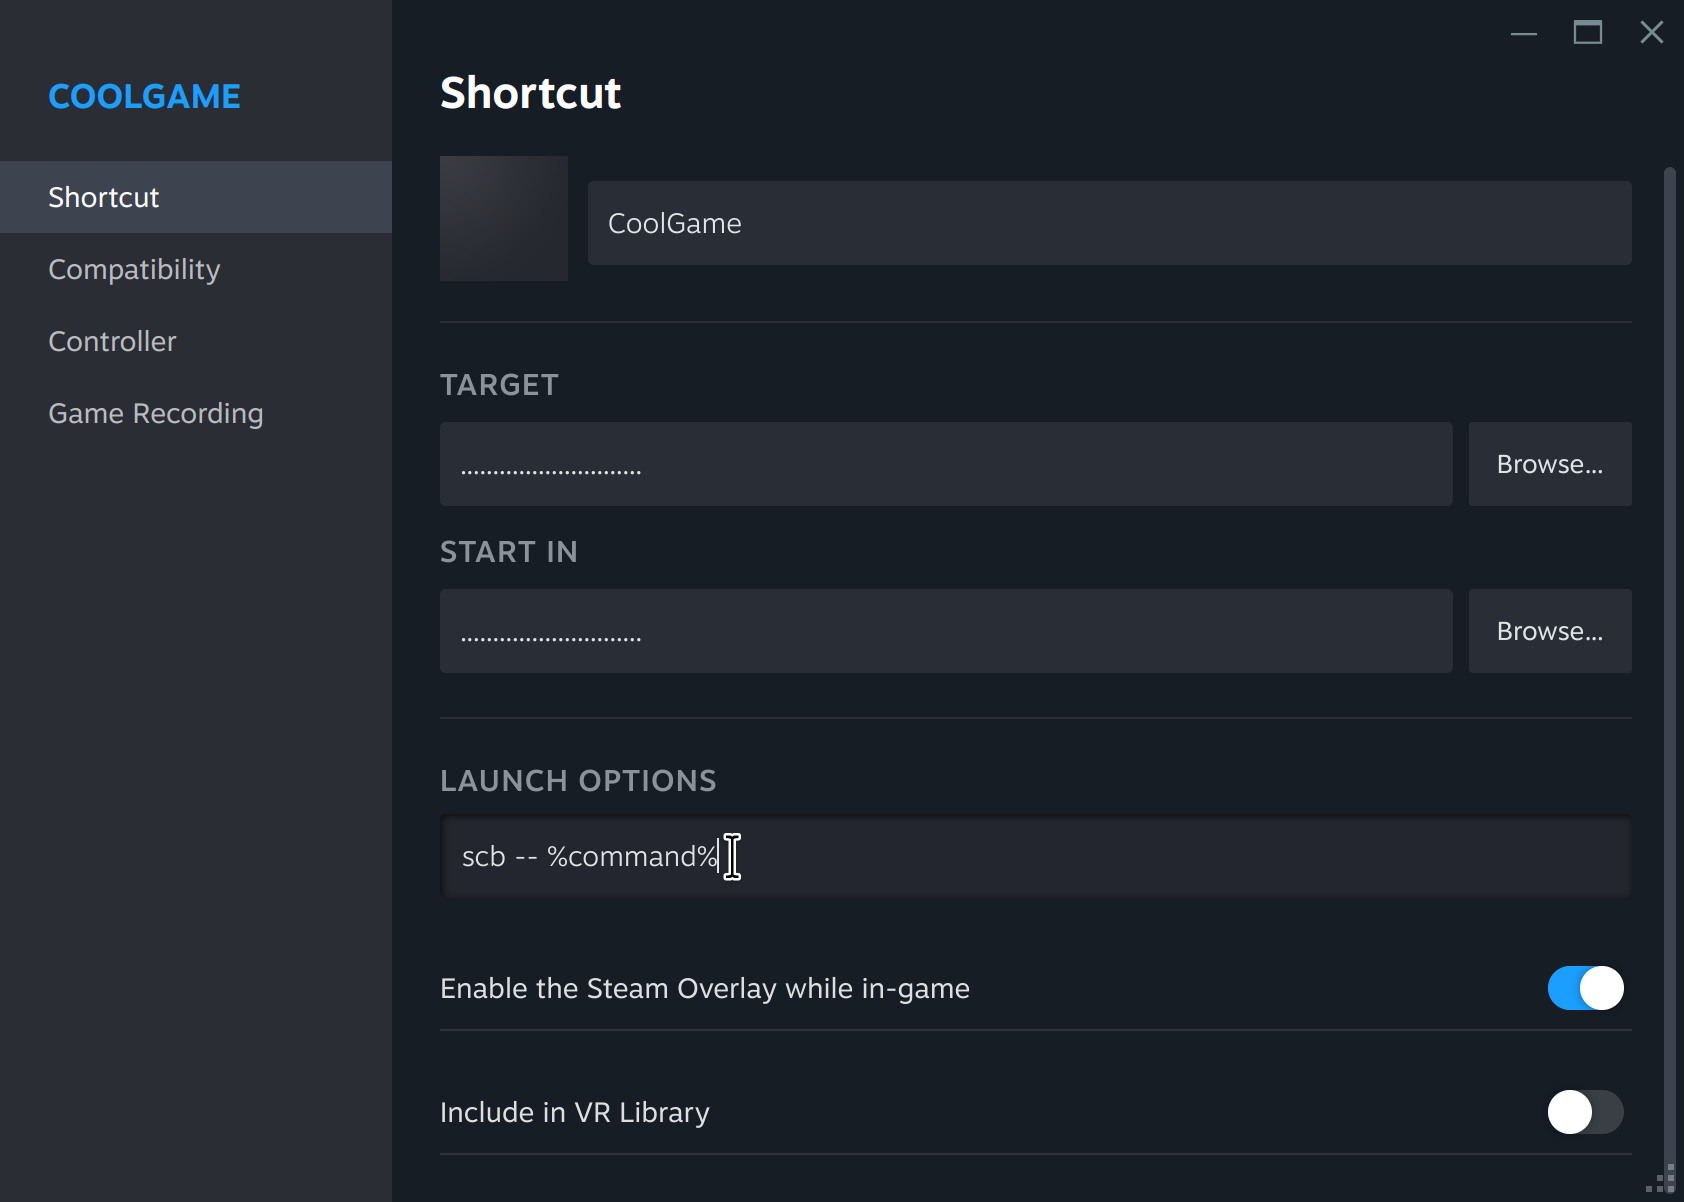 COOLGAME
Shortcut
Compatibility
Controller
Game Recording
Shortcut
CoolGame
TARGET
............................
Browse...
START IN
............................
Browse...
LAUNCH OPTIONS
scb -- %command%
Enable the Steam Overlay while in-game
Include in VR Library